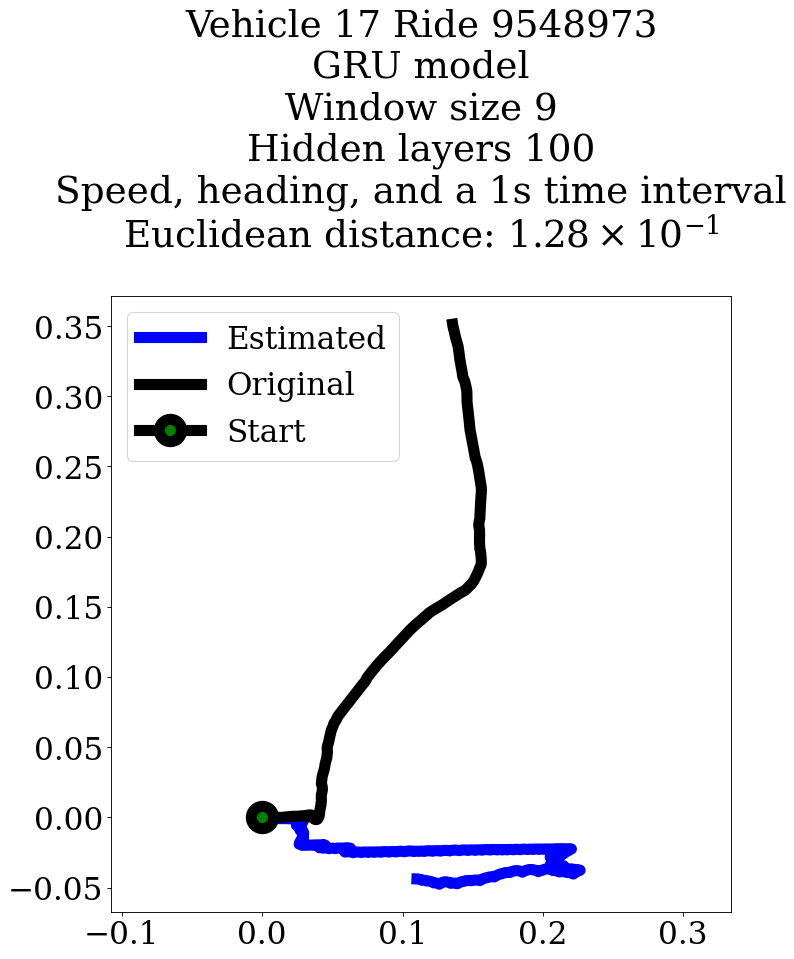 Vehicle 17 Ride 9548973
GRU model
Window size 9
Hidden layers 100
Speed, heading, and a 1s time interval
Euclidean distance: 1.28 × 10⁻¹
Estimated
Original
Start
0.35
0.30
0.25
0.20
0.15
0.10
0.05
0.00
−0.05
−0.1 0.0 0.1 0.2 0.3